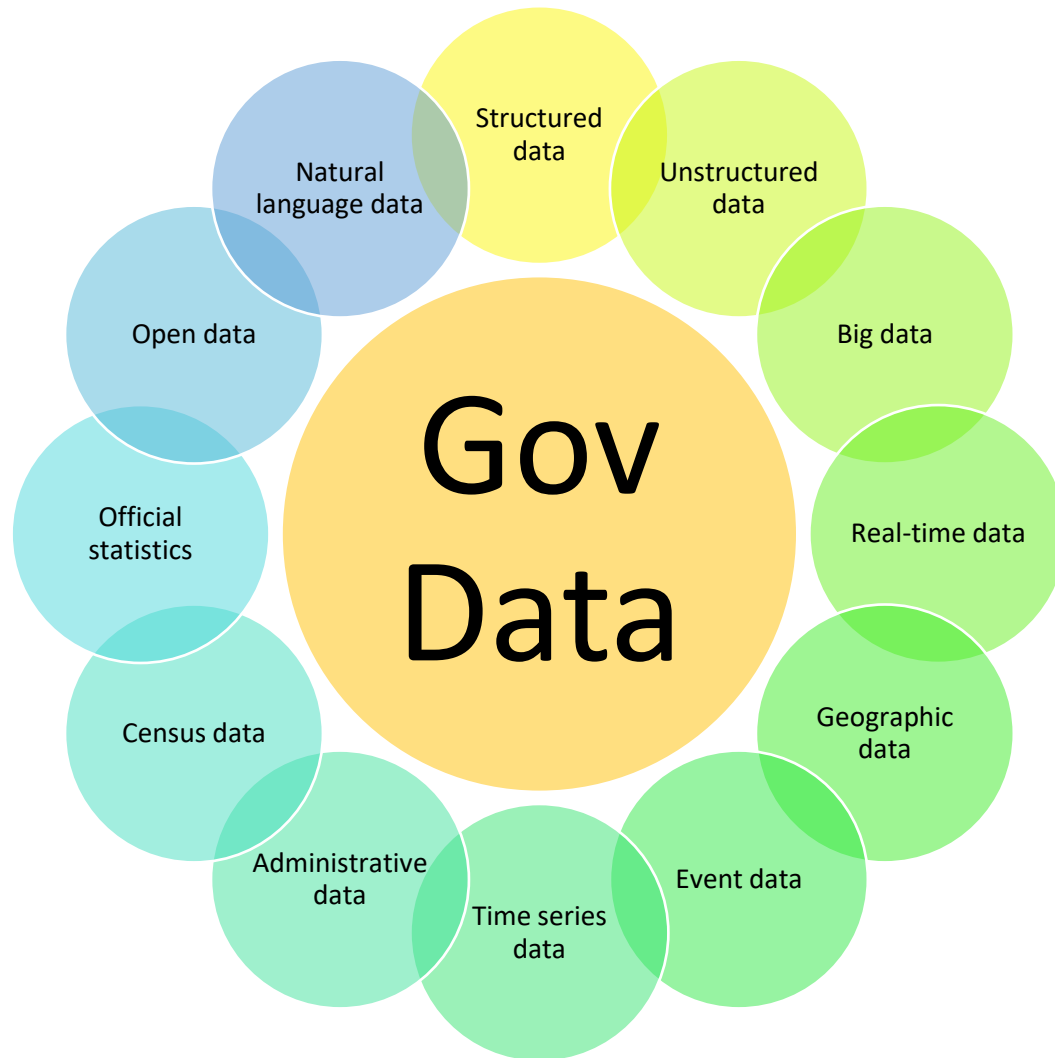 Structured
data
Unstructured
data
Big data
Real-time data
Geographic
data
Event data
Time series
data
Administrative
data
Census data
Official
statistics
Open data
Natural
language data
Gov
Data